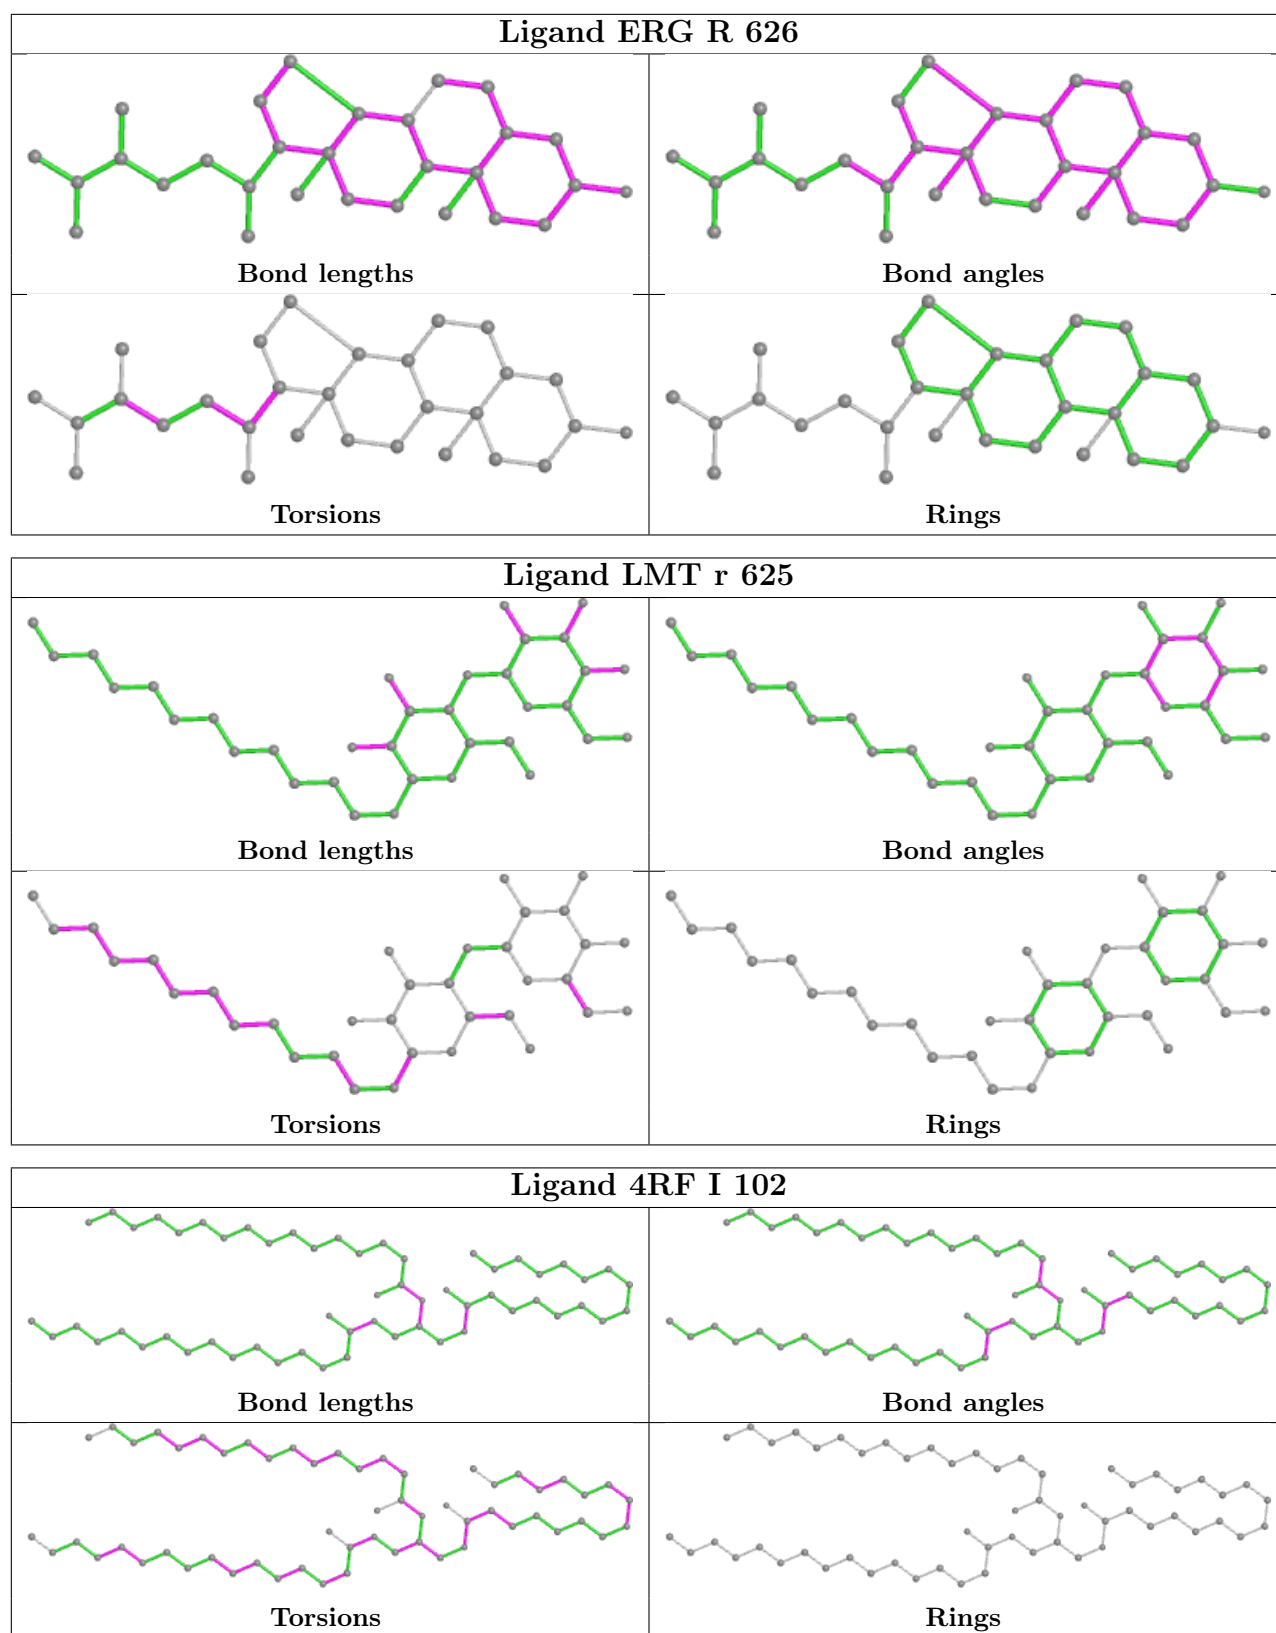 Ligand ERG R 626
Bond lengths
Bond angles
Torsions
Rings
Ligand LMT r 625
Bond lengths
Bond angles
Torsions
Rings
Ligand 4RF I 102
Bond lengths
Bond angles
Torsions
Rings